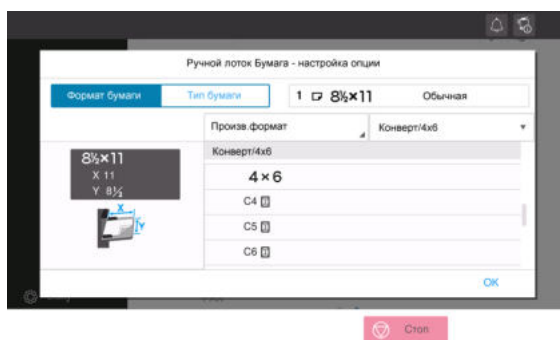 Ручной лоток Бумага - настройка опции
Формат бумаги Тип бумаги 1 8½×11 Обычная
Произв.формат Конверт/4x6
8½×11
X 11
Y 8½
X
Y
Конверт/4x6
4×6
C4
C5
C6
OK
Стоп